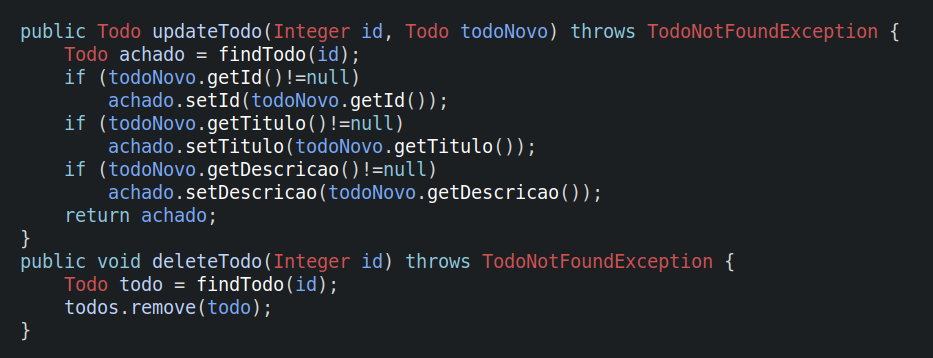 public Todo updateTodo(Integer id, Todo todoNovo) throws TodoNotFoundException {
    Todo achado = findTodo(id);
    if (todoNovo.getId()!=null)
        achado.setId(todoNovo.getId());
    if (todoNovo.getTitulo()!=null)
        achado.setTitulo(todoNovo.getTitulo());
    if (todoNovo.getDescricao()!=null)
        achado.setDescricao(todoNovo.getDescricao());
    return achado;
}
public void deleteTodo(Integer id) throws TodoNotFoundException {
    Todo todo = findTodo(id);
    todos.remove(todo);
}